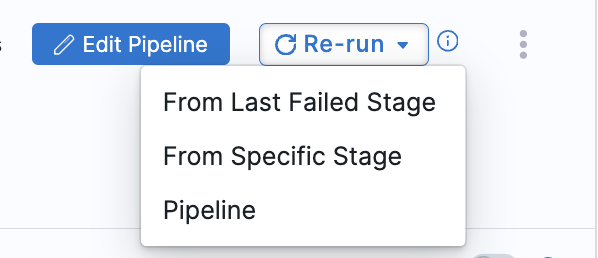 Edit Pipeline
Re-run
From Last Failed Stage
From Specific Stage
Pipeline